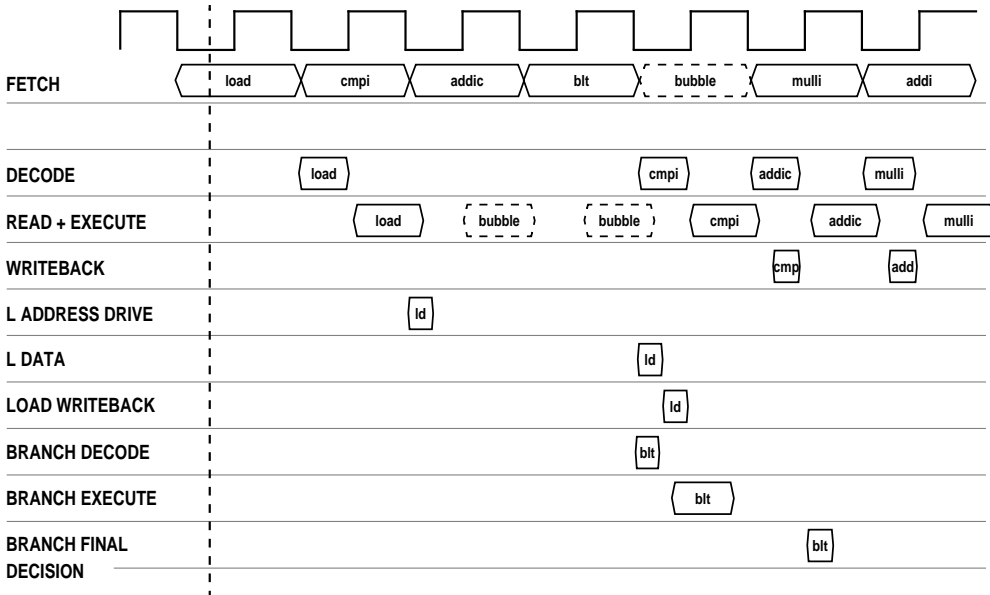 FETCH load cmpi addic blt bubble mulli addi
DECODE load cmpi addic mulli
READ + EXECUTE load bubble bubble cmpi addic mulli
WRITEBACK cmp add
L ADDRESS DRIVE ld
L DATA ld
LOAD WRITEBACK ld
BRANCH DECODE blt
BRANCH EXECUTE blt
BRANCH FINAL blt
DECISION